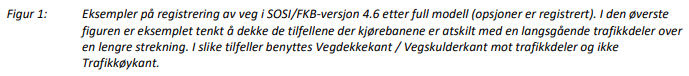 Figur 1: Eksempler på registrering av veg i SOSI/FKB-versjon 4.6 etter full modell (opsjoner er registrert). I den øverste
figuren er eksemplet tenkt å dekke de tilfellene der kjørebanene er atskilt med en langsgående trafikkdeler over
en lengre strekning. I slike tilfeller benyttes Vegdekkekant / Vegskulderkant mot trafikkdeler og ikke
Trafikkøykant.